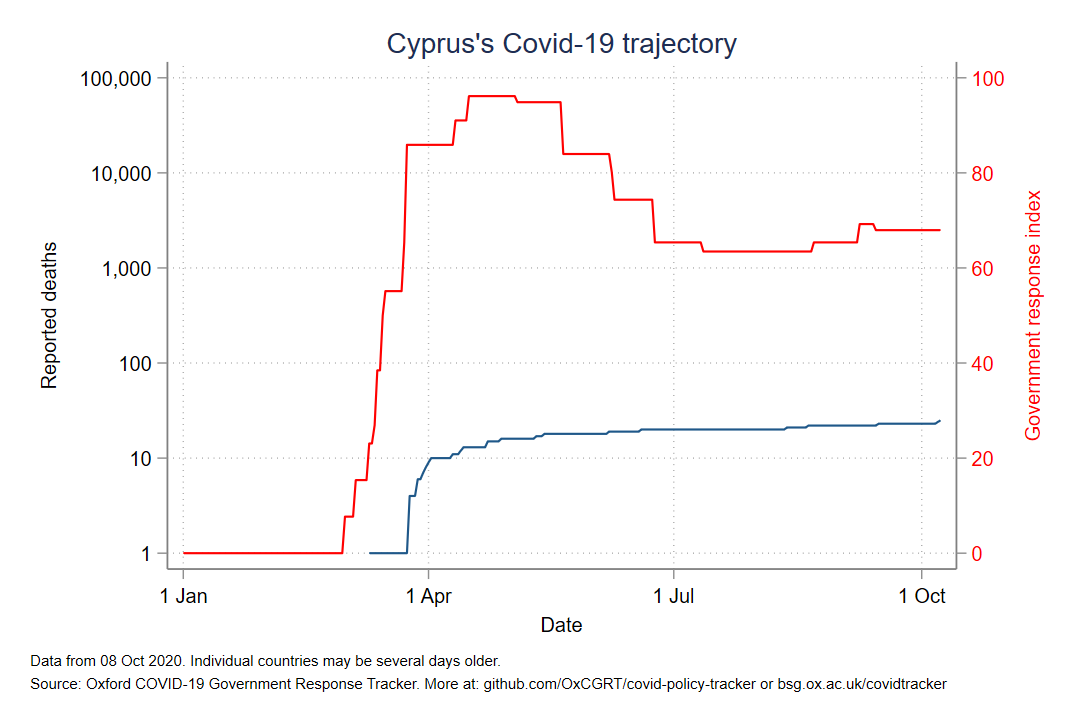 Cyprus's Covid-19 trajectory
100,000
10,000
1,000
100
10
1
Reported deaths
100
80
60
40
20
0
Government response index
1 Jan
1 Apr
1 Jul
1 Oct
Date
Data from 08 Oct 2020. Individual countries may be several days older.
Source: Oxford COVID-19 Government Response Tracker. More at: github.com/OxCGRT/covid-policy-tracker or bsg.ox.ac.uk/covidtracker